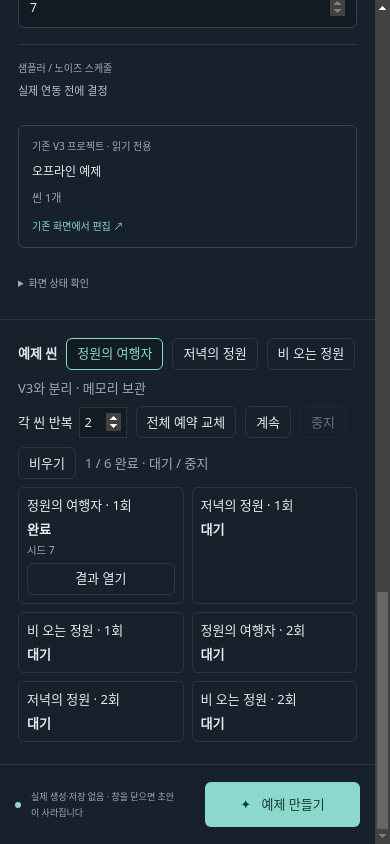 7
샘플러 / 노이즈 스케줄
실제 연동 전에 결정
기존 V3 프로젝트 · 읽기 전용
오프라인 예제
씬 1개
기존 화면에서 편집 ↗
▶ 화면 상태 확인
예제 씬 정원의 여행자 저녁의 정원 비 오는 정원
V3와 분리 · 메모리 보관
각 씬 반복 2 전체 예약 교체 계속 중지
비우기 1 / 6 완료 · 대기 / 중지
정원의 여행자 · 1회
완료
시드 7
결과 열기
저녁의 정원 · 1회
대기
비 오는 정원 · 1회
대기
정원의 여행자 · 2회
대기
저녁의 정원 · 2회
대기
비 오는 정원 · 2회
대기
실제 생성·저장 없음 · 창을 닫으면 초안
이 사라집니다
✦ 예제 만들기